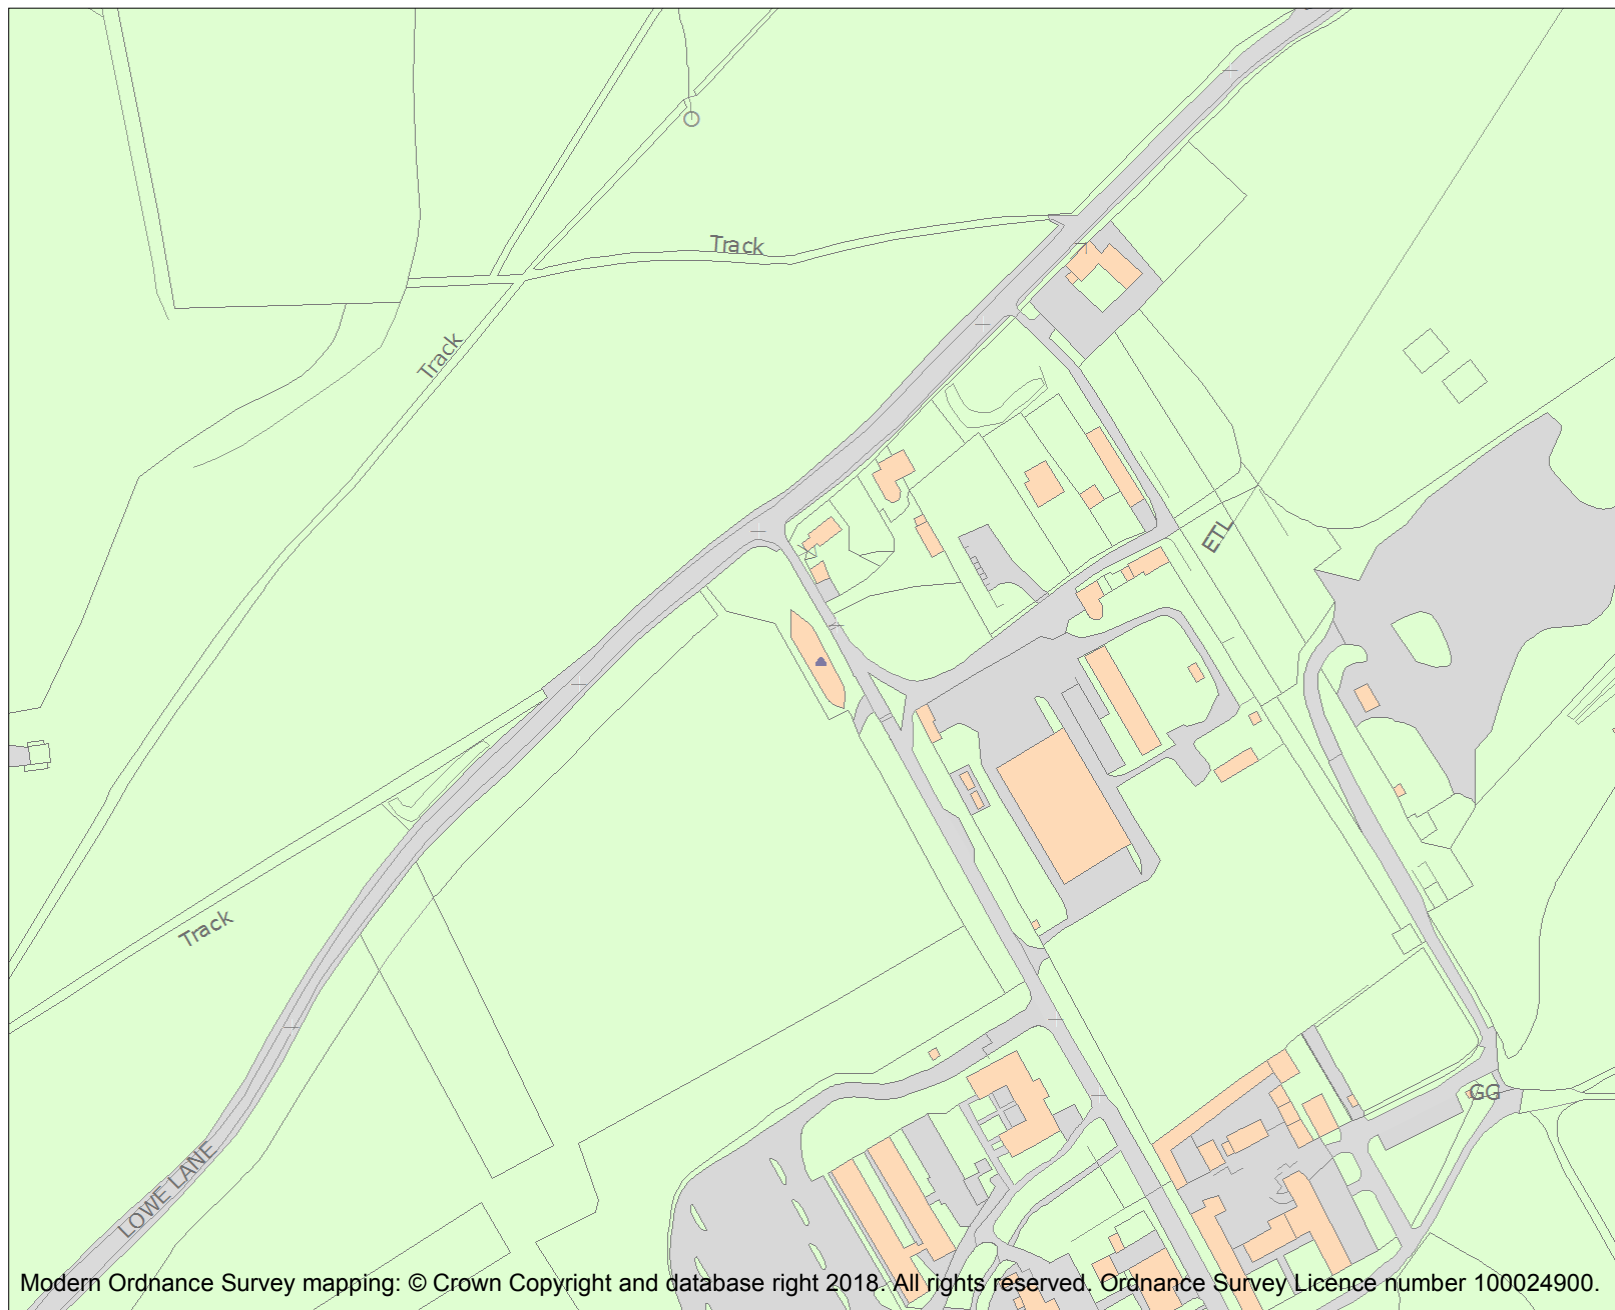 Track
Track
ETL
Track
GG
LOWE LANE
Modern Ordnance Survey mapping: © Crown Copyright and database right 2018. All rights reserved. Ordnance Survey Licence number 100024900.